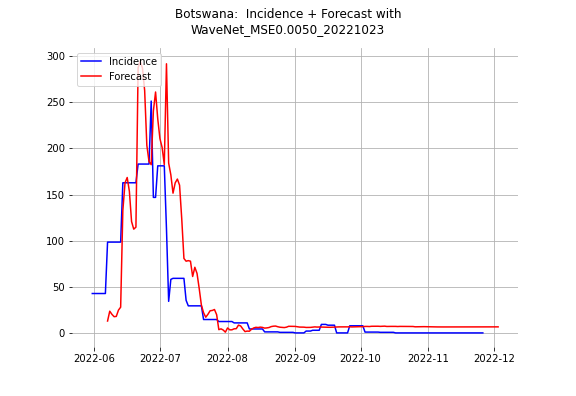 Botswana:  Incidence + Forecast with
WaveNet_MSE0.0050_20221023
300
250
200
150
100
50
0
Incidence
Forecast
2022-06 2022-07 2022-08 2022-09 2022-10 2022-11 2022-12